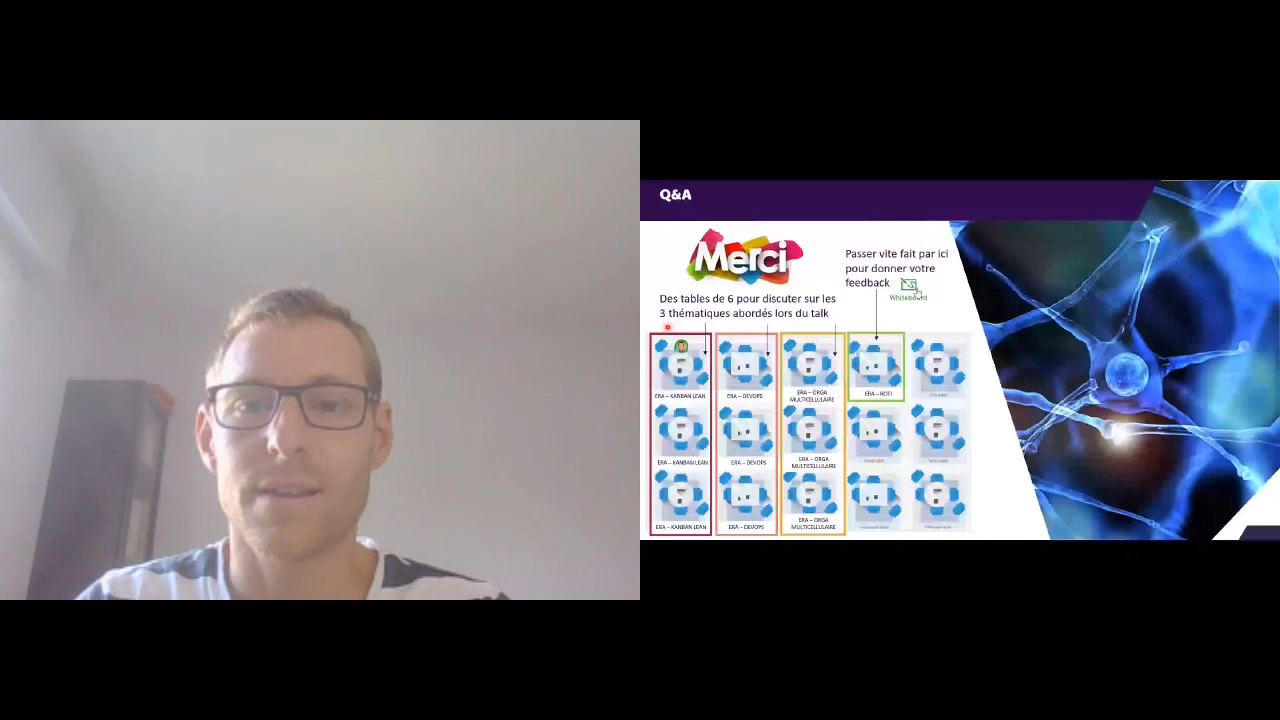 Q&A
Merci
Passer vite fait par ici
pour donner votre
feedback
Whiteboard
Des tables de 6 pour discuter sur les
3 thématiques abordés lors du talk
ERA – KANBAN LEAN
ERA – DEVOPS
ERA – ORGA
MULTICELLULAIRE
ERA – ROTI
ERA – KANBAN LEAN
ERA – DEVOPS
ERA – ORGA
MULTICELLULAIRE
ERA – KANBAN LEAN
ERA – DEVOPS
ERA – ORGA
MULTICELLULAIRE